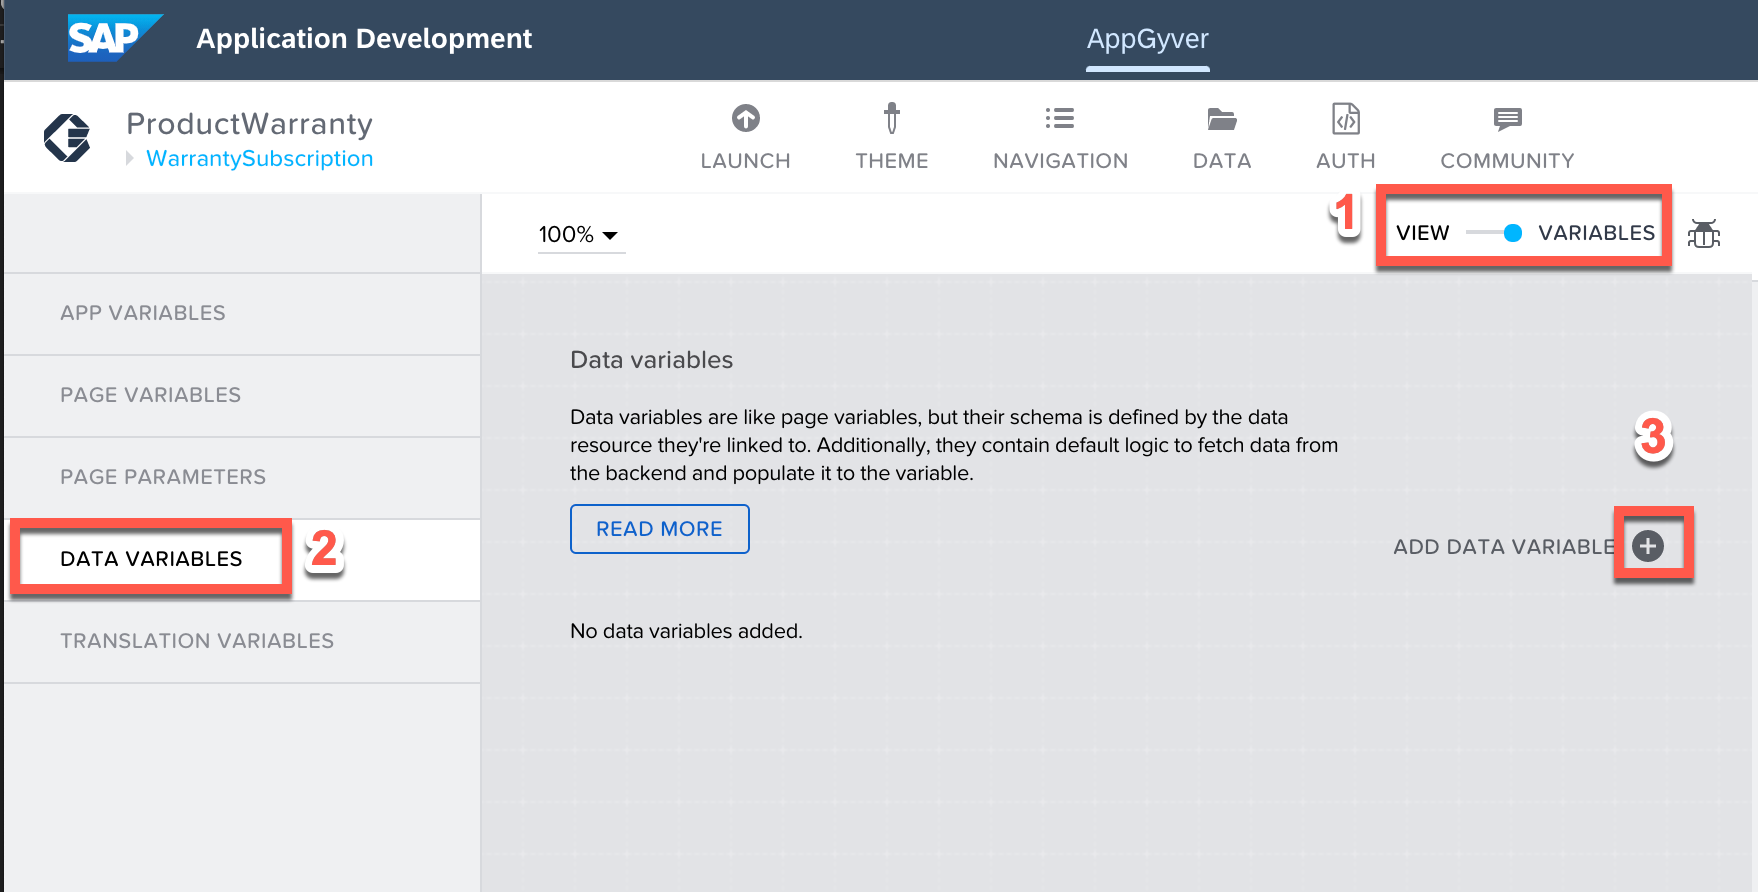 SAP Application Development AppGyver
ProductWarranty
WarrantySubscription
LAUNCH THEME NAVIGATION DATA AUTH COMMUNITY
100% 1 VIEW VARIABLES
APP VARIABLES
PAGE VARIABLES
PAGE PARAMETERS
DATA VARIABLES 2
TRANSLATION VARIABLES
Data variables
Data variables are like page variables, but their schema is defined by the data
resource they're linked to. Additionally, they contain default logic to fetch data from
the backend and populate it to the variable.
READ MORE
3
ADD DATA VARIABLE
No data variables added.